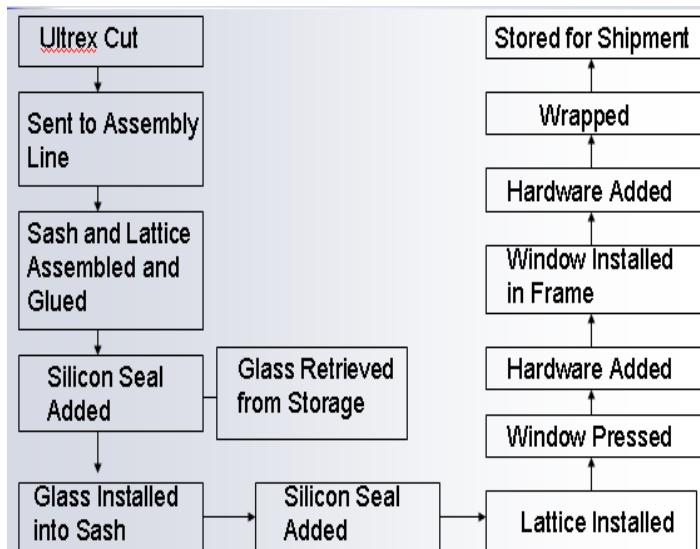 Ultrex Cut
Sent to Assembly
Line
Sash and Lattice
Assembled and
Glued
Silicon Seal
Added
Glass Retrieved
from Storage
Glass Installed
into Sash
Silicon Seal
Added
Lattice Installed
Window Pressed
Hardware Added
Window Installed
in Frame
Hardware Added
Wrapped
Stored for Shipment